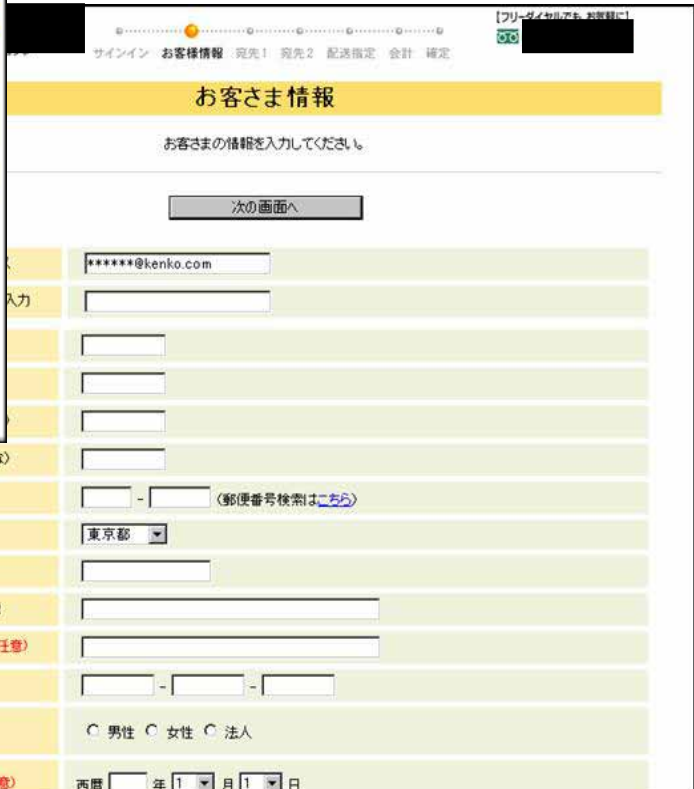 【フリーダイヤルでも、お気軽に】
サインイン お客様情報 宛先1 宛先2 配送指定 会計 確定
お客さま情報
お客さまの情報を入力してください。
次の画面へ
******@kenko.com
入力
- (郵便番号検索はこちら)
東京都
任意)
- -
男性 女性 法人
意) 西暦 年 1 月 1 日